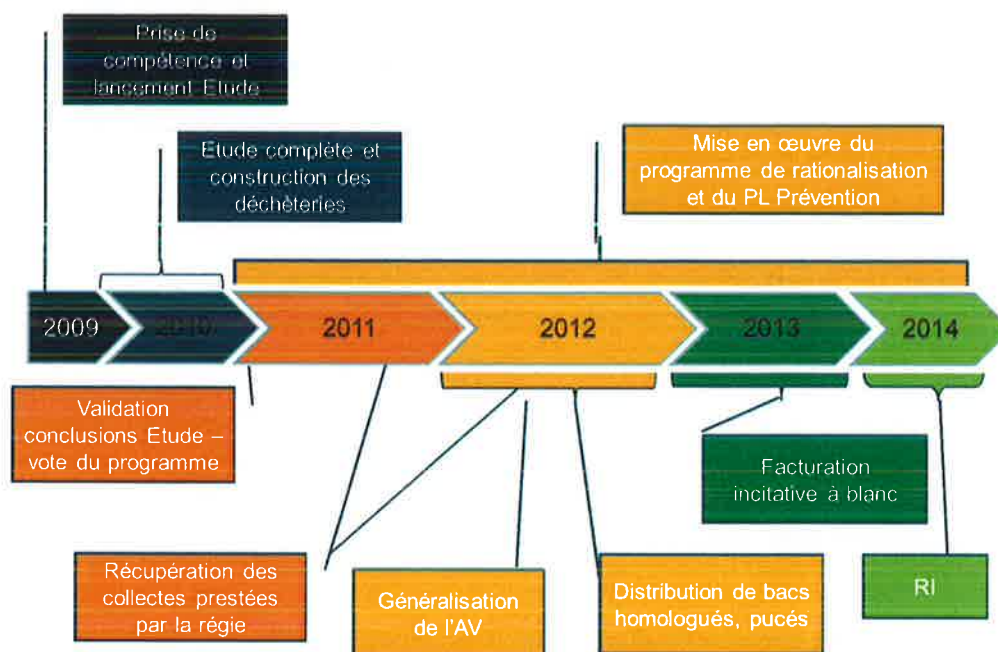 Prise de
compétence et
lancement Etude
Etude complète et
construction des
déchèteries
Mise en œuvre du
programme de rationalisation
et du PL Prévention
2009
2010
2011
2012
2013
2014
Validation
conclusions Etude –
vote du programme
Facturation
incitative à blanc
Récupération des
collectes prestées
par la régie
Généralisation
de l'AV
Distribution de bacs
homologués, pucés
RI